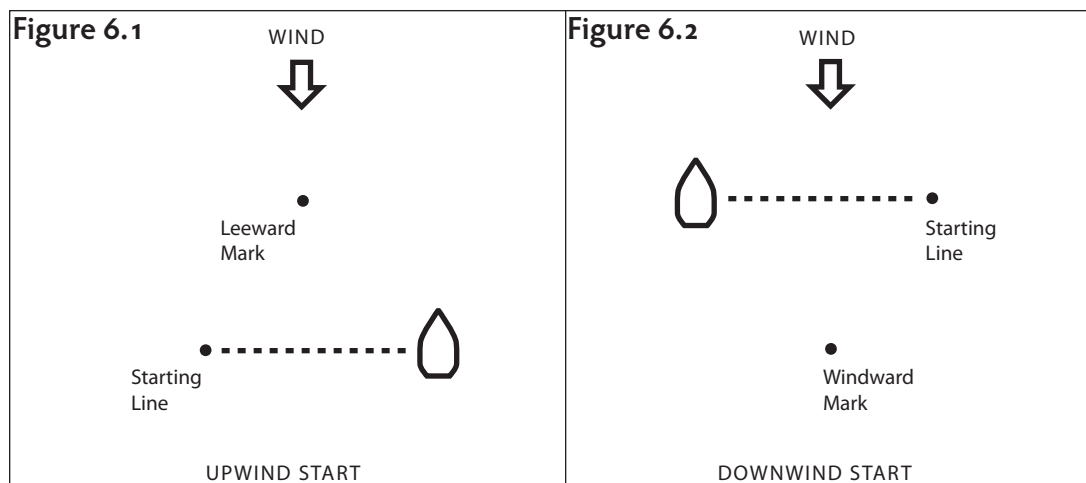 Figure 6.1
WIND
Leeward
Mark
Starting
Line
UPWIND START
Figure 6.2
WIND
Starting
Line
Windward
Mark
DOWNWIND START